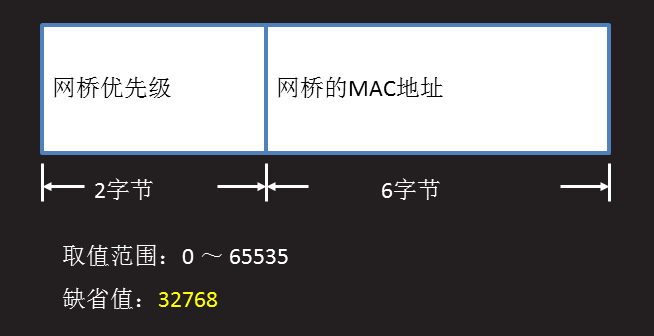 网桥优先级
网桥的MAC地址
2字节
6字节
取值范围：0 ～ 65535
缺省值：32768